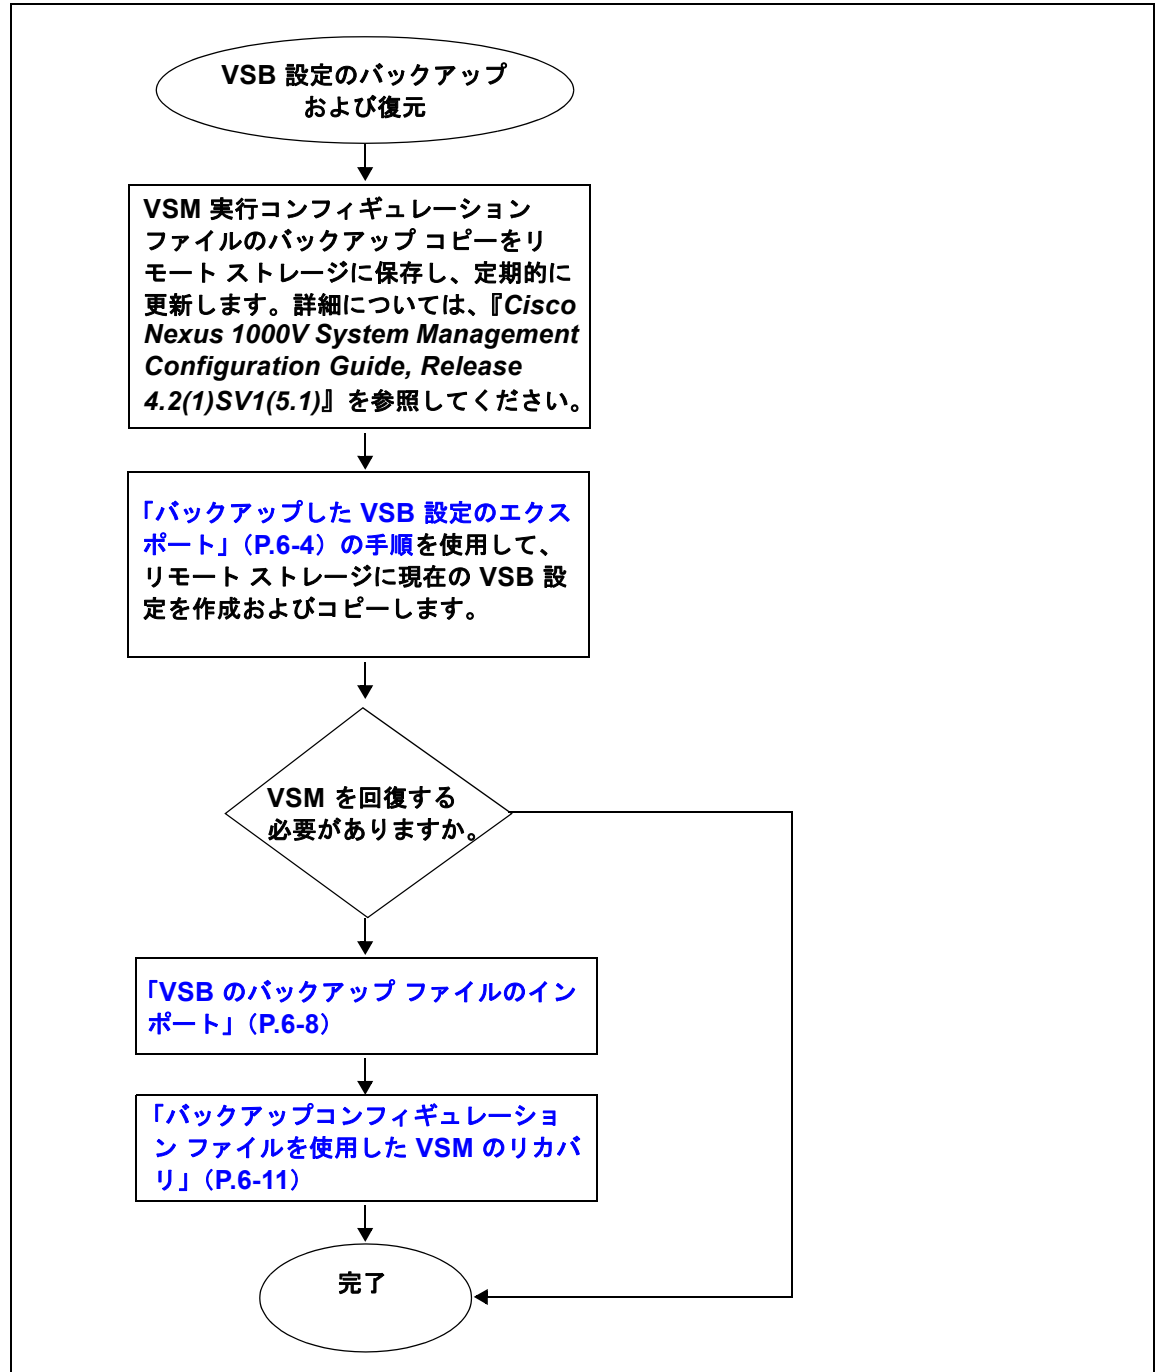 VSB 設定のバックアップ
および復元
VSM 実行コンフィギュレーション
ファイルのバックアップ コピーをリ
モート ストレージに保存し、定期的に
更新します。詳細については、『Cisco
Nexus 1000V System Management
Configuration Guide, Release
4.2(1)SV1(5.1)』を参照してください。
「バックアップした VSB 設定のエクス
ポート」（P.6-4）の手順を使用して、
リモート ストレージに現在の VSB 設
定を作成およびコピーします。
VSM を回復する
必要がありますか。
「VSB のバックアップ ファイルのイン
ポート」（P.6-8）
「バックアップコンフィギュレーショ
ン ファイルを使用した VSM のリカバ
リ」（P.6-11）
完了